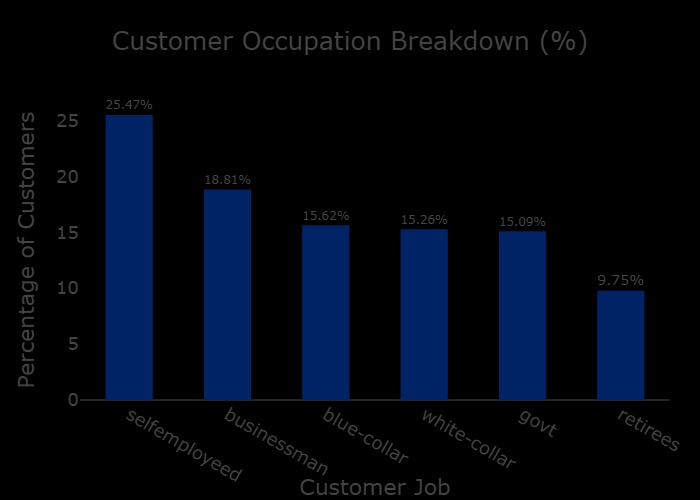 Customer Occupation Breakdown (%)
Percentage of Customers
25
20
15
10
5
0
25.47%
18.81%
15.62%
15.26%
15.09%
9.75%
selfemployeed
businessman
blue-collar
white-collar
govt
retirees
Customer Job